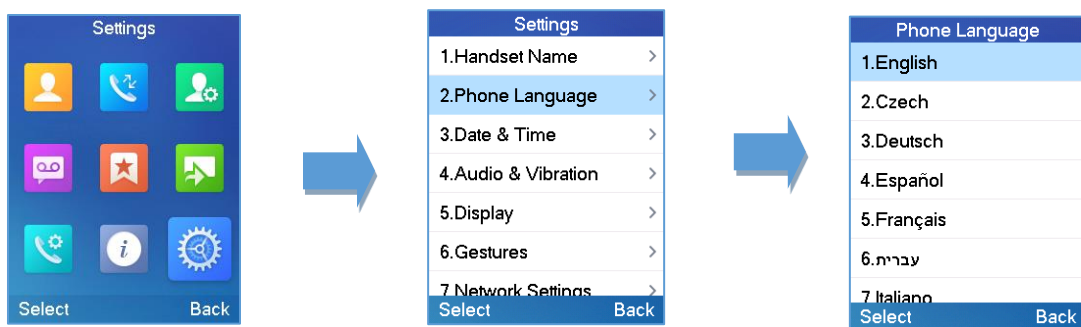 Settings
Select Back
Settings
1.Handset Name
2.Phone Language
3.Date & Time
4.Audio & Vibration
5.Display
6.Gestures
7.Network Settings
Select Back
Phone Language
1.English
2.Czech
3.Deutsch
4.Español
5.Français
6.עברית
7.Italiano
Select Back